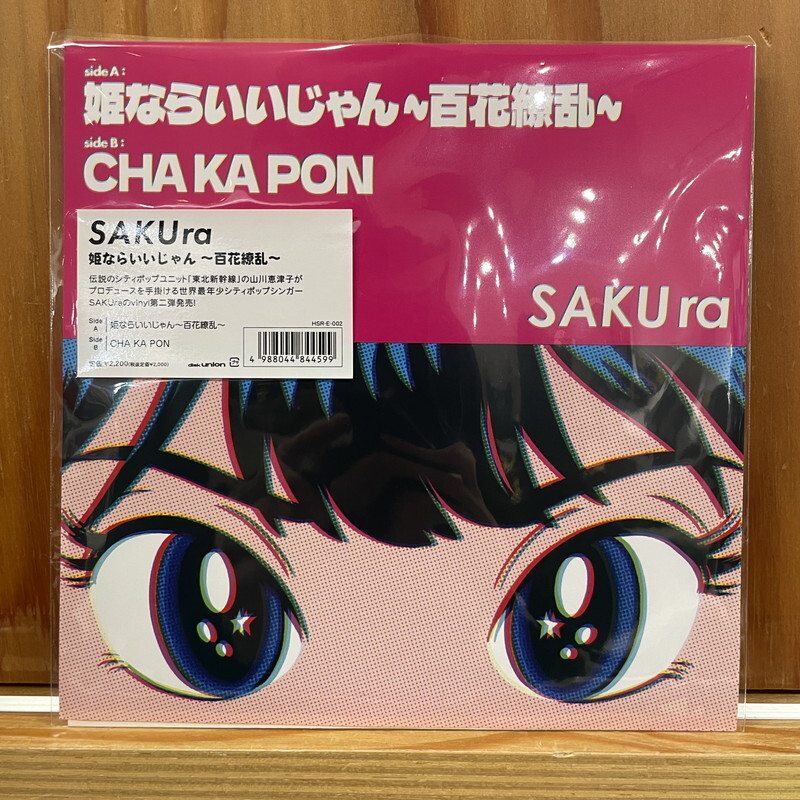 side A:
姫ならいいじゃん~百花繚乱~
side B:
CHA KA PON
SAKUra
SAKUra
姫ならいいじゃん ~百花繚乱~
伝説のシティポップユニット「東北新幹線」の山川恵津子が
プロデュースを手掛ける世界最年少シティポップシンガー
SAKUraのvinyl第二弾発売!
Side A 姫ならいいじゃん~百花繚乱~
Side B CHA KA PON
HSR-E-002
定価¥2,200(税抜定価¥2,000)
disk union
4 988044 844599